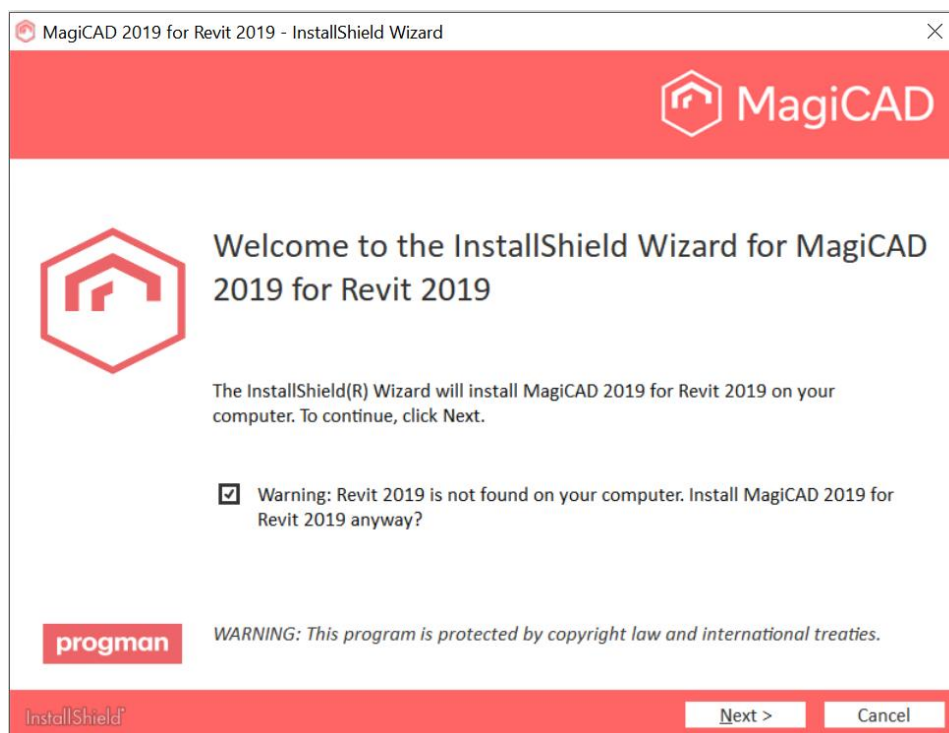 MagiCAD 2019 for Revit 2019 - InstallShield Wizard
MagiCAD
Welcome to the InstallShield Wizard for MagiCAD
2019 for Revit 2019
The InstallShield(R) Wizard will install MagiCAD 2019 for Revit 2019 on your
computer. To continue, click Next.
Warning: Revit 2019 is not found on your computer. Install MagiCAD 2019 for
Revit 2019 anyway?
progman
WARNING: This program is protected by copyright law and international treaties.
InstallShield®
Next >
Cancel